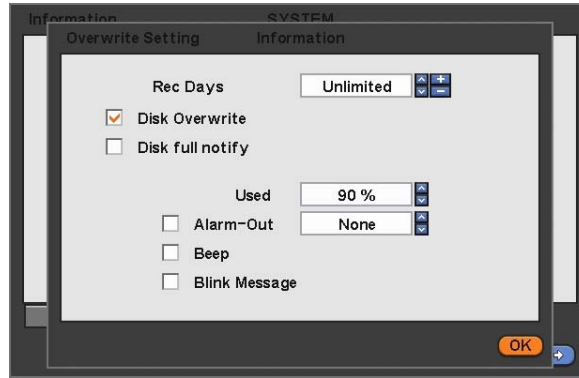 Information SYSTEM
Overwrite Setting Information
Rec Days Unlimited
Disk Overwrite
Disk full notify
Used 90 %
Alarm-Out None
Beep
Blink Message
OK